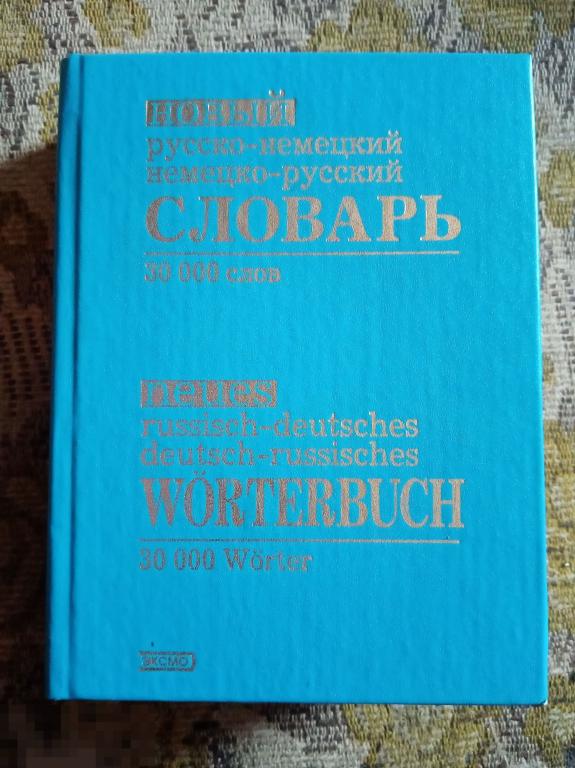 новый
русско-немецкий
немецко-русский
СЛОВАРЬ
30 000 слов
neues
russisch-deutsches
deutsch-russisches
WÖRTERBUCH
30 000 Wörter
ЭКСМО